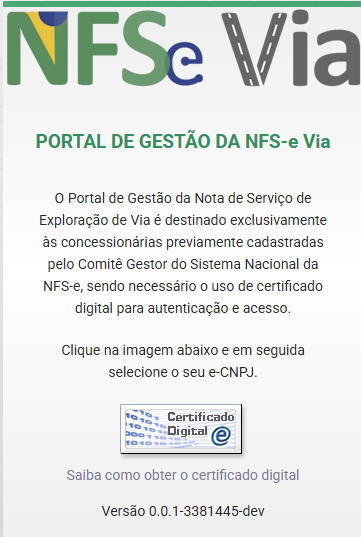 NFSe Via
PORTAL DE GESTÃO DA NFS-e Via
O Portal de Gestão da Nota de Serviço de
Exploração de Via é destinado exclusivamente
às concessionárias previamente cadastradas
pelo Comitê Gestor do Sistema Nacional da
NFS-e, sendo necessário o uso de certificado
digital para autenticação e acesso.
Clique na imagem abaixo e em seguida
selecione o seu e-CNPJ.
Certificado
Digital @
Saiba como obter o certificado digital
Versão 0.0.1-3381445-dev